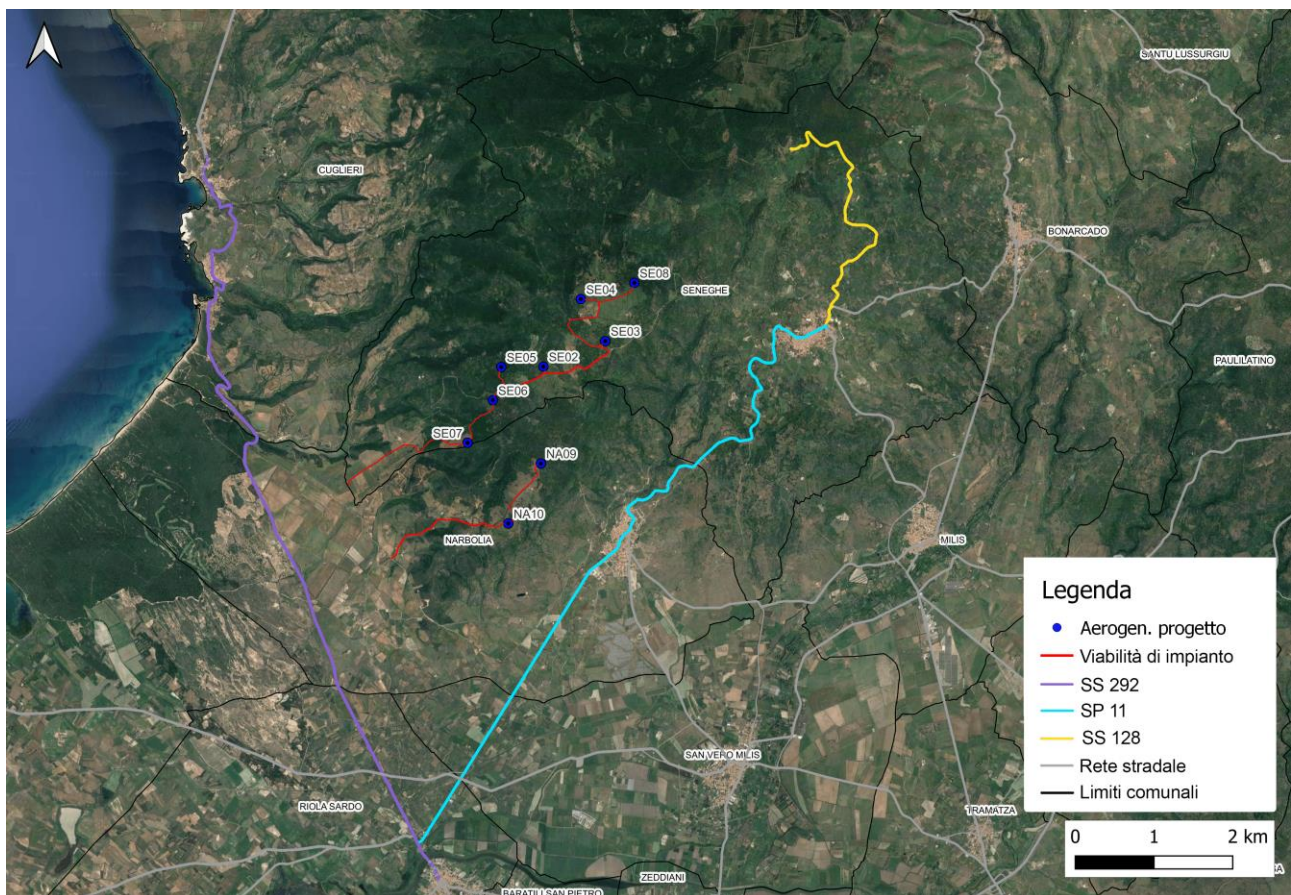 SANTU LUSSURGIU
CUGLIERI
BONARCADO
SE08
SENEGHE
SE04
SE03
PAULILATINO
SE05
SE02
SE06
SE07
NA09
NA10
NARBOLIA
MILIS
Legenda
Aerogen. progetto
Viabilità di impianto
SS 292
SP 11
SS 128
Rete stradale
Limiti comunali
SAN VERO MILIS
RIOLA SARDO
TRAMATZA
0 1 2 km
ZEDDIANI
BARATILI SAN PIETRO